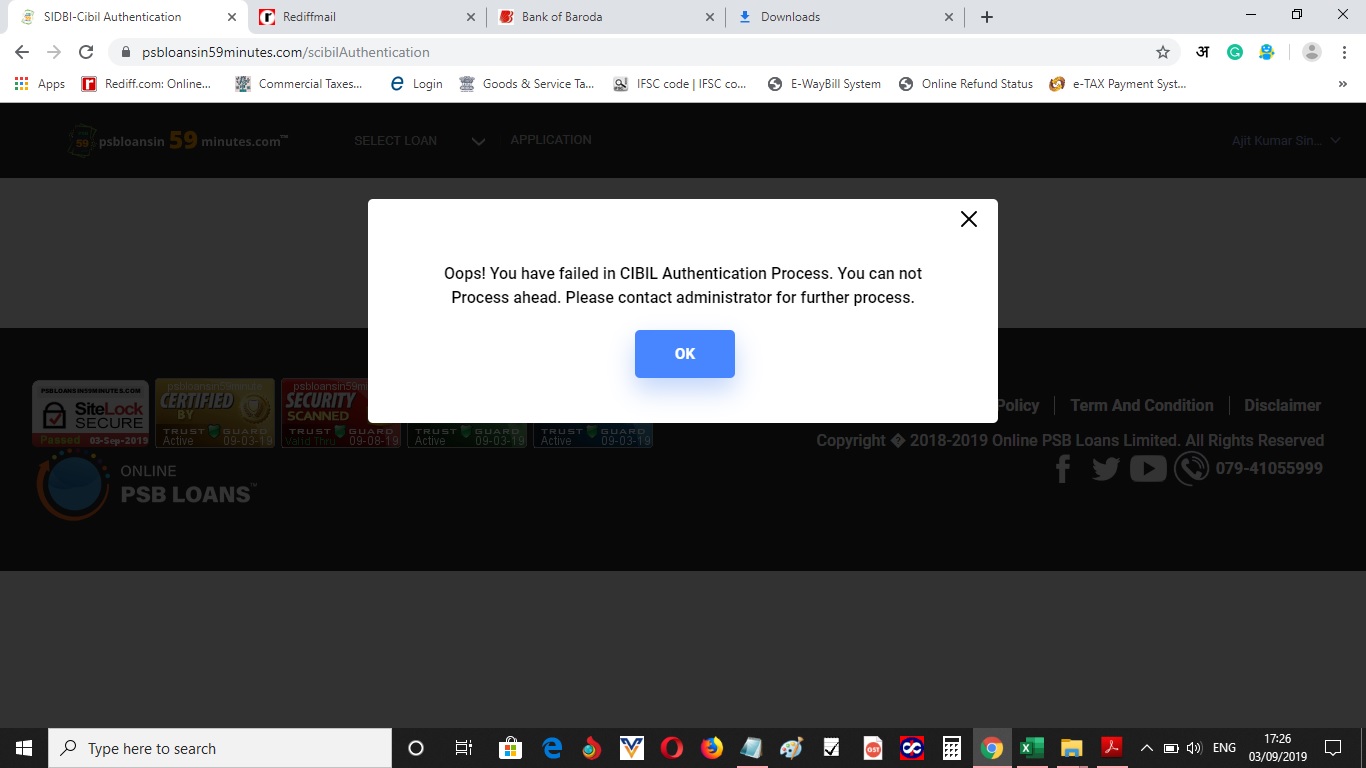 SIDBI-Cibil Authentication
Rediffmail
Bank of Baroda
Downloads
psbloansin59minutes.com/scibilAuthentication
अ
Apps
Rediff.com: Online...
Commercial Taxes...
Login
Goods & Service Ta...
IFSC code | IFSC co...
E-WayBill System
Online Refund Status
e-TAX Payment Syst...
»
59
psbloansin 59 minutes.com™
SELECT LOAN
APPLICATION
Ajit Kumar Sin...
Oops! You have failed in CIBIL Authentication Process. You can not
Process ahead. Please contact administrator for further process.
OK
PSBLOANSIN59MINUTES.COM
SiteLock
SECURE
Passed 03-Sep-2019
psbloansin59minute
CERTIFIED
BY
TRUST GUARD
Active 09-03-19
psbloansin59mi
SECURITY
SCANNED
TRUST GUARD
Valid Thru 09-08-19
TRUST GUARD
Active 09-03-19
TRUST GUARD
Active 09-03-19
Policy
Term And Condition
Disclaimer
Copyright � 2018-2019 Online PSB Loans Limited. All Rights Reserved
079-41055999
ONLINE
PSB LOANS™
Type here to search
OST
ENG
17:26
03/09/2019